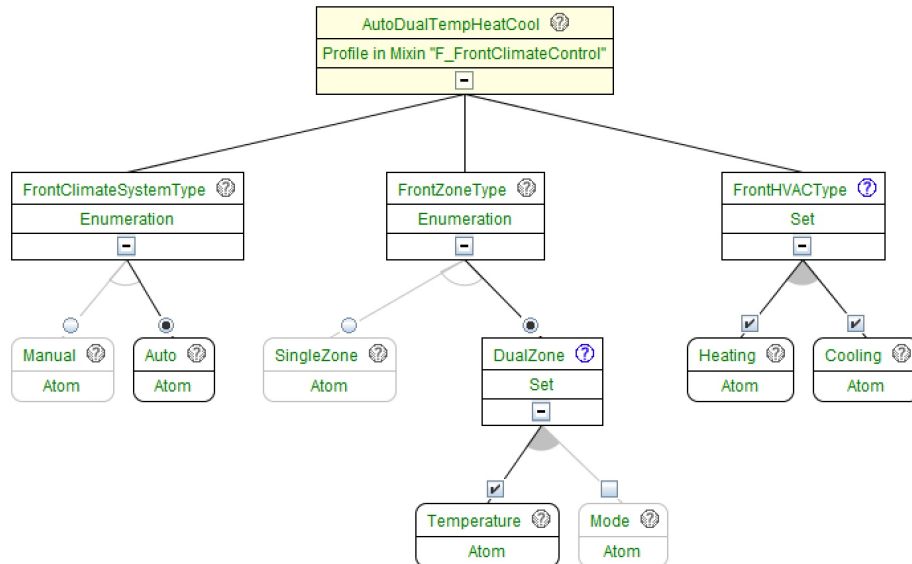 AutoDualTempHeatCool
Profile in Mixin "F_FrontClimateControl"
FrontClimateSystemType
Enumeration
FrontZoneType
Enumeration
FrontHVACType
Set
Manual
Atom
Auto
Atom
SingleZone
Atom
DualZone
Set
Heating
Atom
Cooling
Atom
Temperature
Atom
Mode
Atom